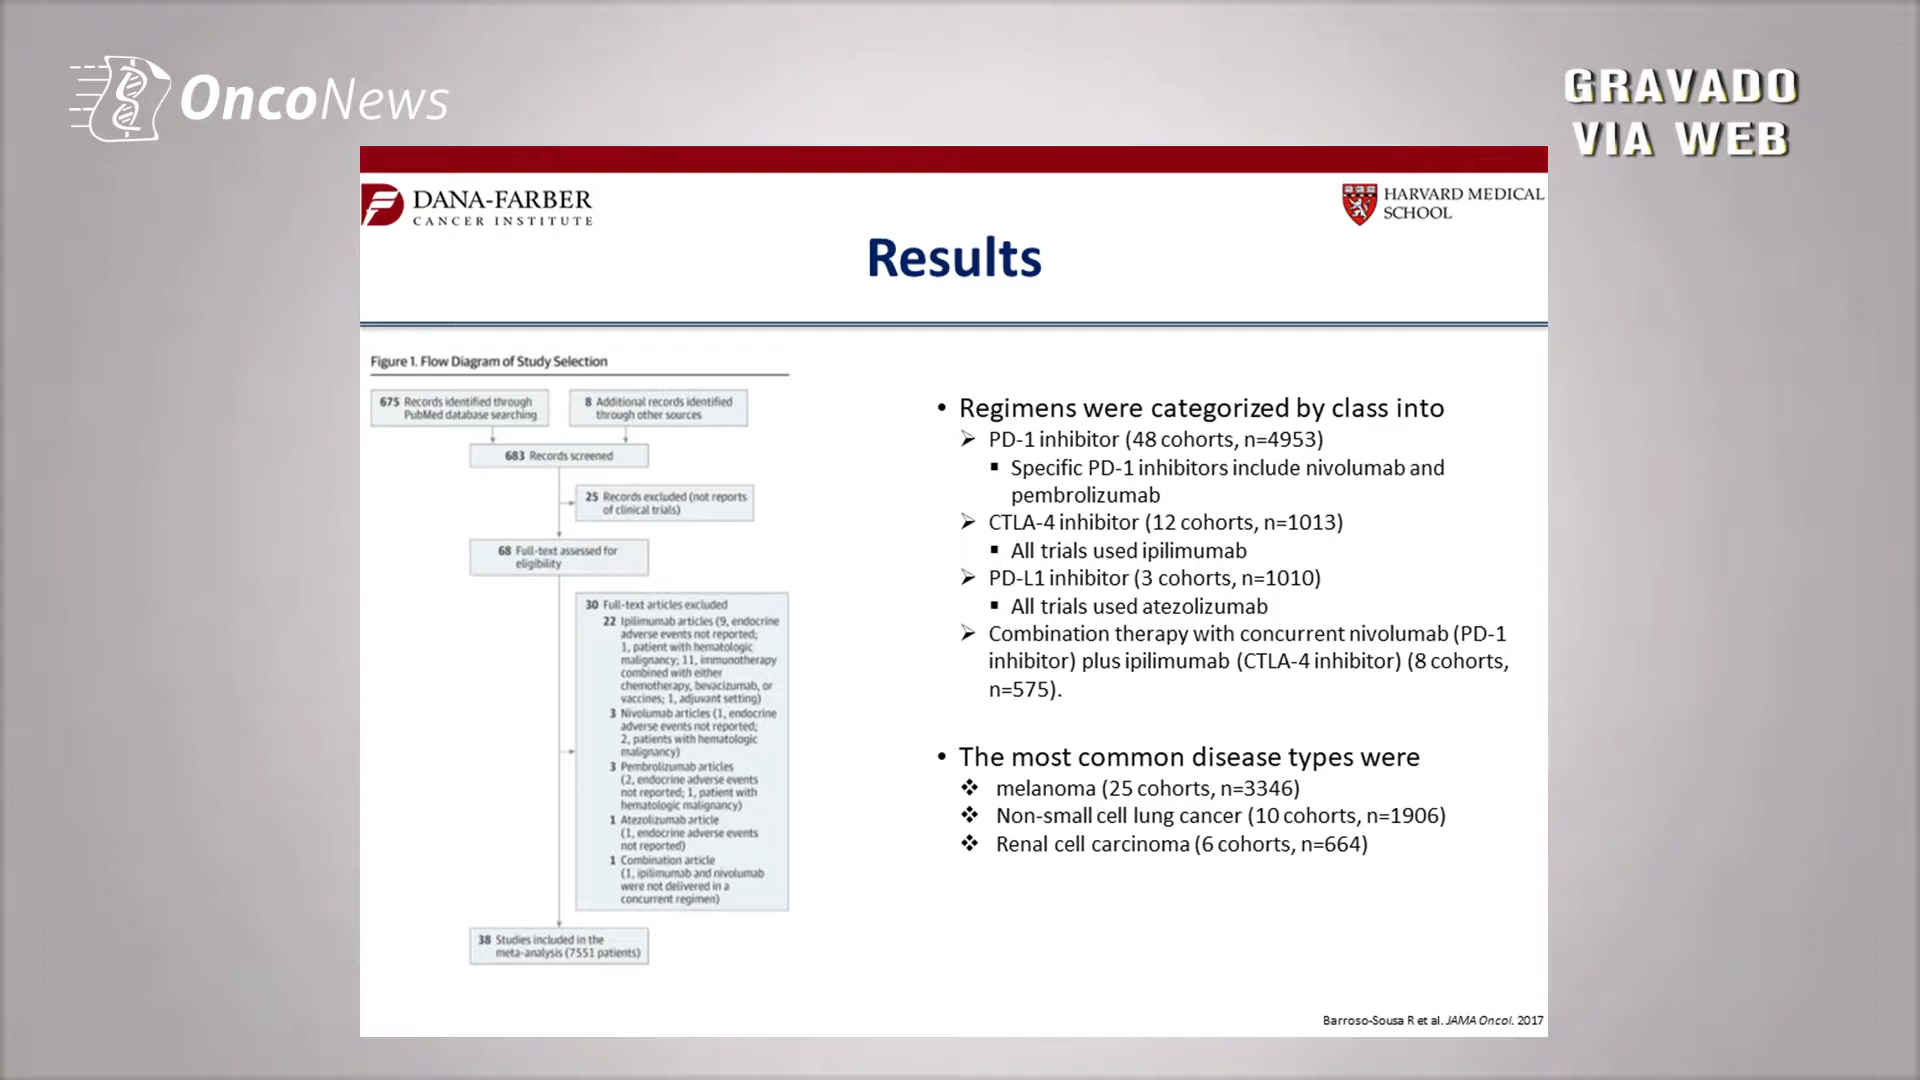 OncoNews
GRAVADO
VIA WEB
DANA-FARBER
CANCER INSTITUTE
HARVARD MEDICAL
SCHOOL
Results
Figure 1. Flow Diagram of Study Selection
675 Records identified through
PubMed database searching
8 Additional records identified
through other sources
683 Records screened
25 Records excluded (not reports
of clinical trials)
68 Full-text assessed for
eligibility
30 Full-text articles excluded
22 Ipilimumab articles (9, endocrine
adverse events not reported;
1, patient with hematologic
malignancy; 11, immunotherapy
combined with either
chemotherapy, bevacizumab, or
vaccines; 1, adjuvant setting)
3 Nivolumab articles (1, endocrine
adverse events not reported;
2, patients with hematologic
malignancy)
3 Pembrolizumab articles
(2, endocrine adverse events
not reported; 1, patient with
hematologic malignancy)
1 Atezolizumab article
(1, endocrine adverse events
not reported)
1 Combination article
(1, ipilimumab and nivolumab
were not delivered in a
concurrent regimen)
38 Studies included in the
meta-analysis (7551 patients)
• Regimens were categorized by class into
➢ PD-1 inhibitor (48 cohorts, n=4953)
▪ Specific PD-1 inhibitors include nivolumab and
pembrolizumab
➢ CTLA-4 inhibitor (12 cohorts, n=1013)
▪ All trials used ipilimumab
➢ PD-L1 inhibitor (3 cohorts, n=1010)
▪ All trials used atezolizumab
➢ Combination therapy with concurrent nivolumab (PD-1
inhibitor) plus ipilimumab (CTLA-4 inhibitor) (8 cohorts,
n=575).
• The most common disease types were
❖ melanoma (25 cohorts, n=3346)
❖ Non-small cell lung cancer (10 cohorts, n=1906)
❖ Renal cell carcinoma (6 cohorts, n=664)
Barroso-Sousa R et al. JAMA Oncol. 2017